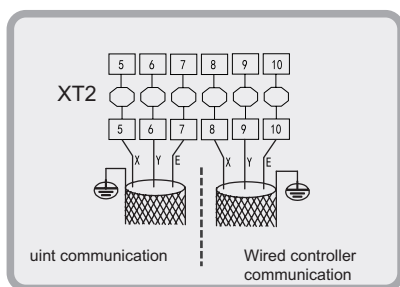 5 6 7 8 9 10
XT2
5 6 7 8 9 10
X Y E X Y E
uint communication
Wired controller
communication